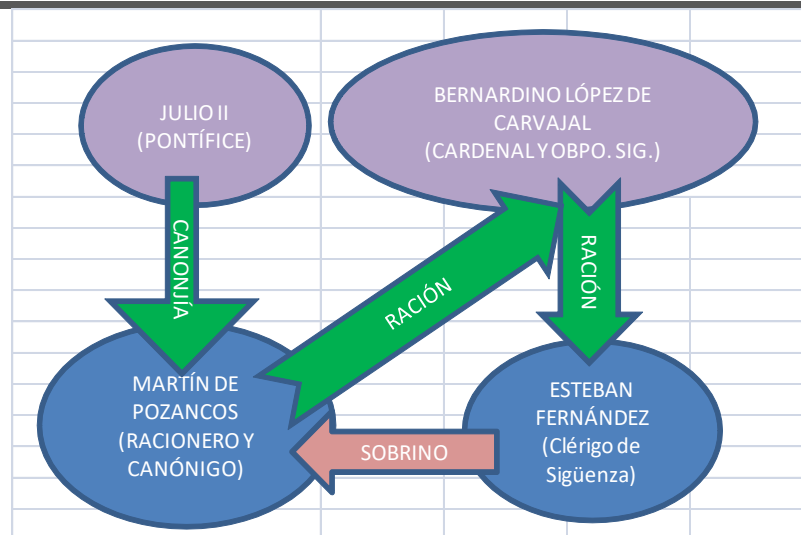 JULIO II
(PONTÍFICE)
BERNARDINO LÓPEZ DE
CARVAJAL
(CARDENAL Y OBPO. SIG.)
CANONJÍA
RACIÓN
RACIÓN
MARTÍN DE
POZANCOS
(RACIONERO Y
CANÓNIGO)
SOBRINO
ESTEBAN
FERNÁNDEZ
(Clérigo de
Sigüenza)